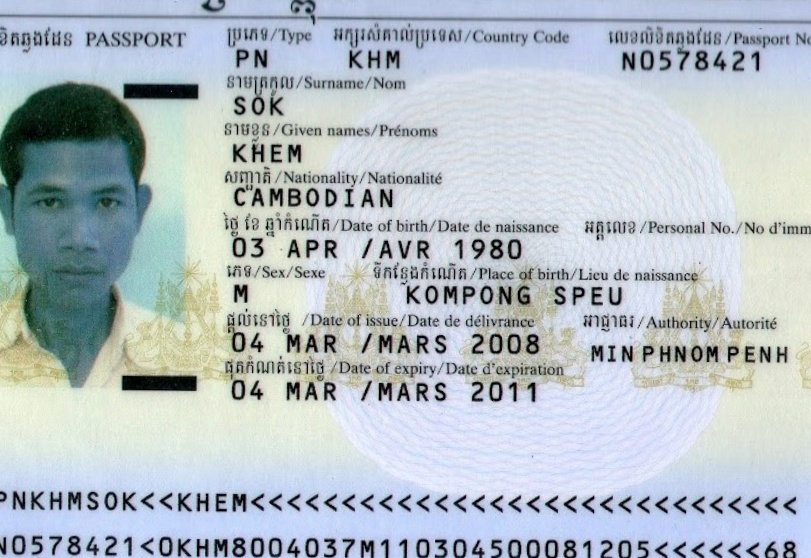 ខិតឆ្លងដែន PASSPORT
ប្រភេទ/Type អក្សរសំគាល់ប្រទេស/Country Code លេខលិខិតឆ្លងដែន/Passport No
PN KHM N0578421
នាមត្រកូល/Surname/Nom
SOK
នាមខ្លួន/Given names/Prénoms
KHEM
សញ្ជាតិ/Nationality/Nationalité
CAMBODIAN
ថ្ងៃ ខែ ឆ្នាំកំណើត/Date of birth/Date de naissance អត្តលេខ/Personal No./No d'imm
03 APR /AVR 1980
ភេទ/Sex/Sexe ទីកន្លែងកំណើត/Place of birth/Lieu de naissance
M KOMPONG SPEU
ផ្តល់នៅថ្ងៃ /Date of issue/Date de délivrance អាជ្ញាធរ/Authority/Autorité
04 MAR /MARS 2008 MIN PHNOM PENH
ផុតកំណត់នៅថ្ងៃ/Date of expiry/Date d'expiration
04 MAR /MARS 2011
PNKHMSOK<<KHEM<<<<<<<<<<<<<<<<<<<<<<<<<<<<<<
N0578421<0KHM8004037M110304500081205<<<<<<68